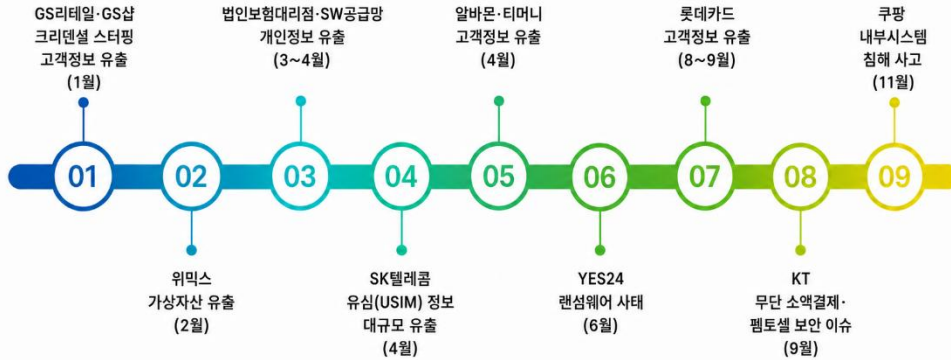 GS리테일·GS샵
크리덴셜 스터핑
고객정보 유출
(1월)
법인보험대리점·SW공급망
개인정보 유출
(3~4월)
알바몬·티머니
고객정보 유출
(4월)
롯데카드
고객정보 유출
(8~9월)
쿠팡
내부시스템
침해 사고
(11월)
01
02
03
04
05
06
07
08
09
위믹스
가상자산 유출
(2월)
SK텔레콤
유심(USIM) 정보
대규모 유출
(4월)
YES24
랜섬웨어 사태
(6월)
KT
무단 소액결제·
펨토셀 보안 이슈
(9월)